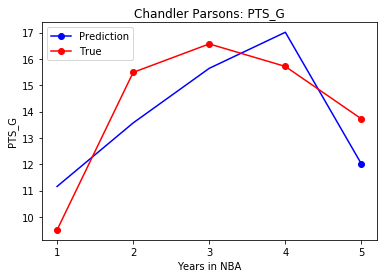 Chandler Parsons: PTS_G
Prediction
True
PTS_G
17
16
15
14
13
12
11
10
1
2
3
4
5
Years in NBA